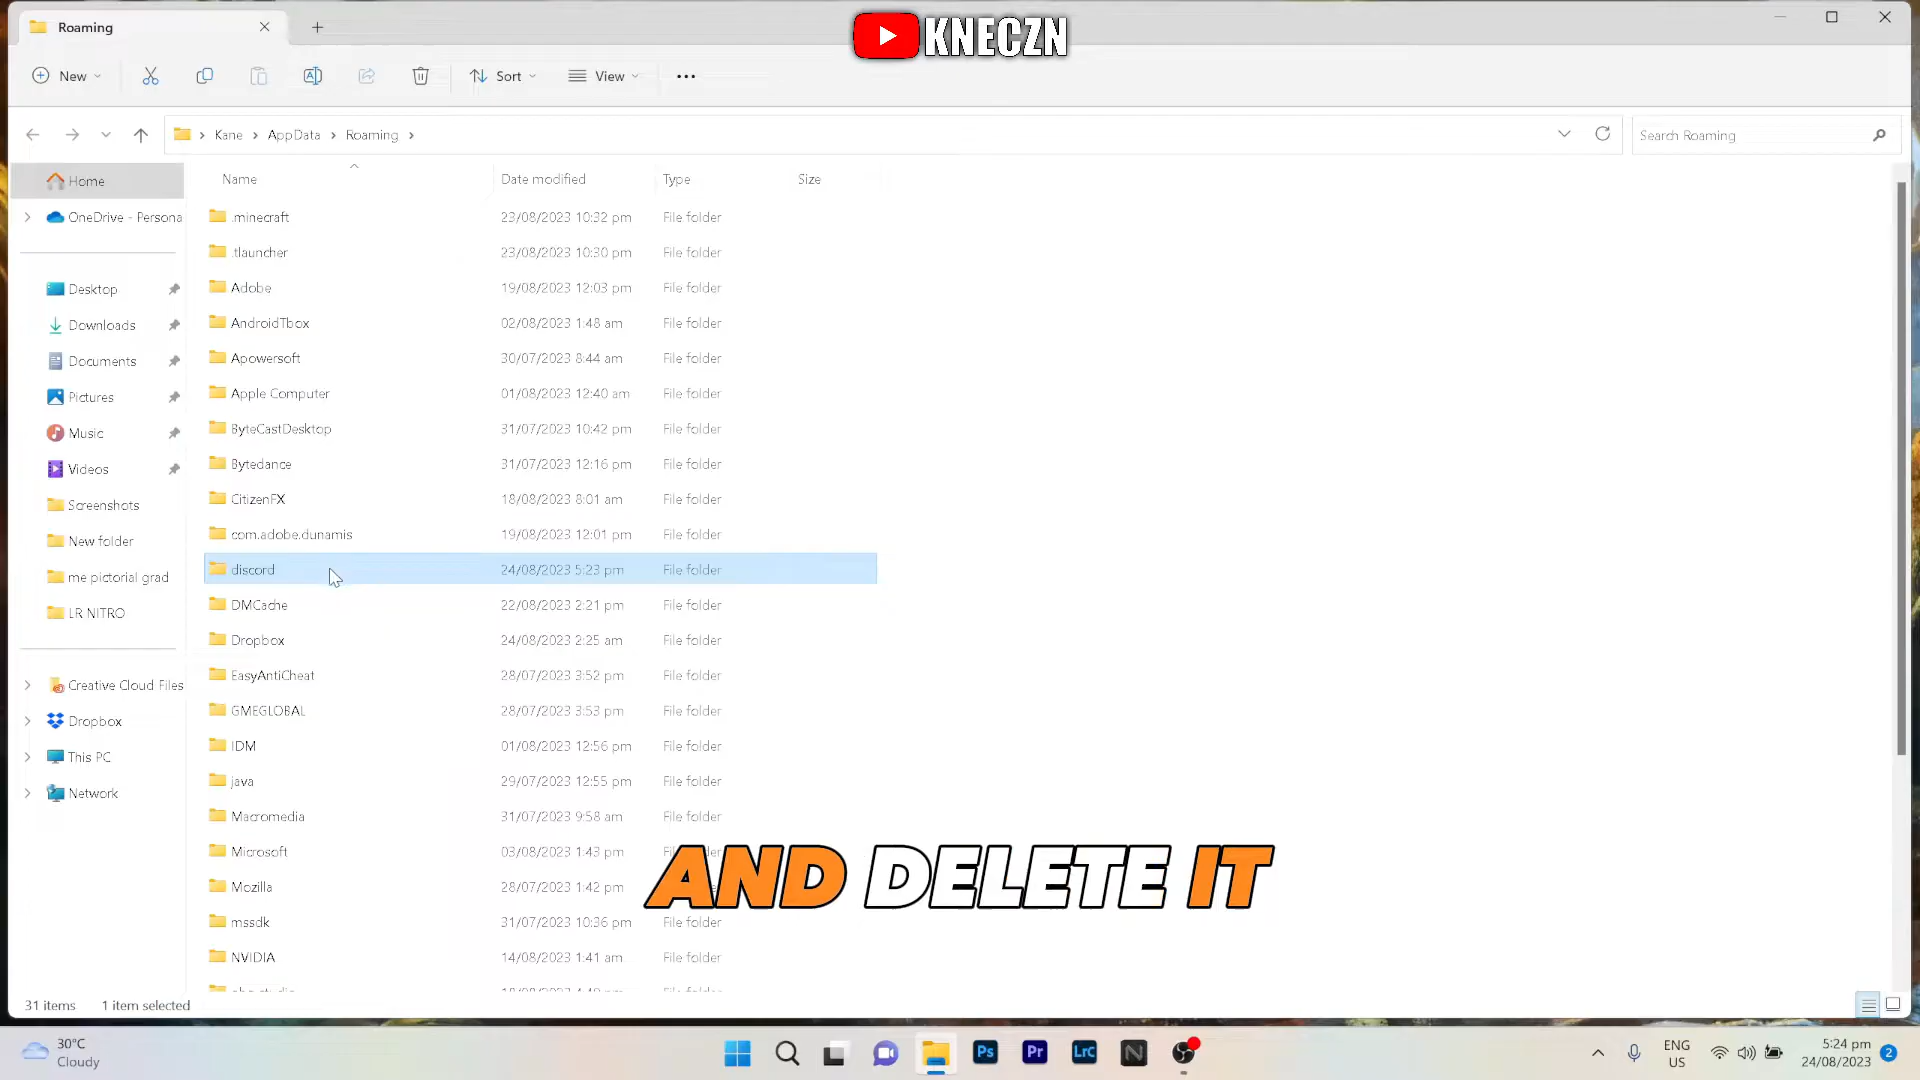 Roaming
KNECZN
New
Sort
View
Kane > AppData > Roaming >
Search Roaming
Home
OneDrive - Persona
Desktop
Downloads
Documents
Pictures
Music
Videos
Screenshots
New folder
me pictorial grad
LR NITRO
Creative Cloud Files
Dropbox
This PC
Network
Name Date modified Type Size
.minecraft 23/08/2023 10:32 pm File folder
.tlauncher 23/08/2023 10:30 pm File folder
Adobe 19/08/2023 12:03 pm File folder
AndroidTbox 02/08/2023 1:48 am File folder
Apowersoft 30/07/2023 8:44 am File folder
Apple Computer 01/08/2023 12:40 am File folder
ByteCastDesktop 31/07/2023 10:42 pm File folder
Bytedance 31/07/2023 12:16 pm File folder
CitizenFX 18/08/2023 8:01 am File folder
com.adobe.dunamis 19/08/2023 12:01 pm File folder
discord 24/08/2023 5:23 pm File folder
DMCache 22/08/2023 2:21 pm File folder
Dropbox 24/08/2023 2:25 am File folder
EasyAntiCheat 28/07/2023 3:52 pm File folder
GMEGLOBAL 28/07/2023 3:53 pm File folder
IDM 01/08/2023 12:56 pm File folder
java 29/07/2023 12:55 pm File folder
Macromedia 31/07/2023 9:58 am File folder
Microsoft 03/08/2023 1:43 pm
Mozilla 28/07/2023 1:42 pm
mssdk 31/07/2023 10:36 pm File folder
NVIDIA 14/08/2023 1:41 am File folder
AND DELETE IT
31 items 1 item selected
30°C
Cloudy
Ps
Pr
LrC
N
ENG
US
5:24 pm
24/08/2023
2